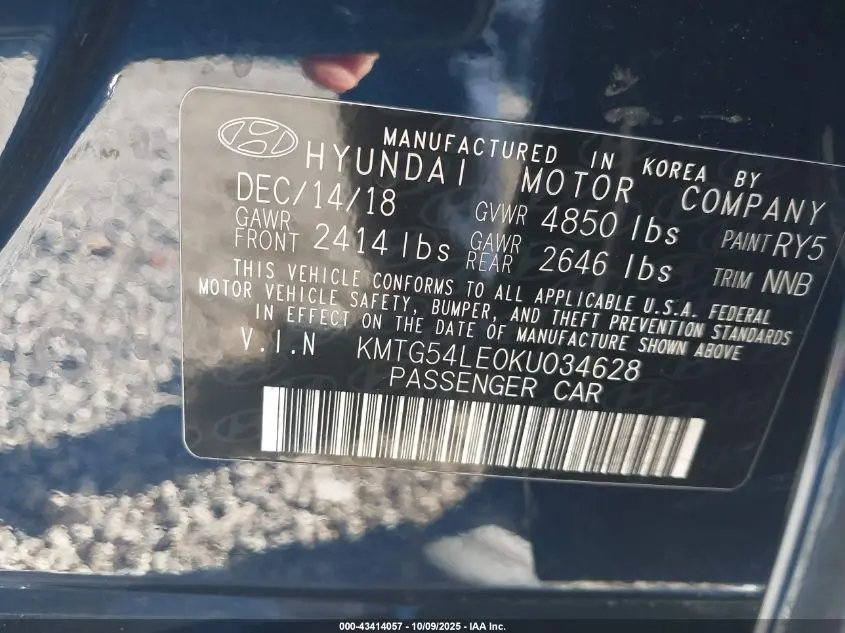 MANUFACTURED IN KOREA BY
HYUNDAI MOTOR COMPANY
DEC/14/18 GVWR 4850 lbs PAINT RY5
GAWR FRONT 2414 lbs GAWR REAR 2646 lbs TRIM NNB
THIS VEHICLE CONFORMS TO ALL APPLICABLE U.S.A. FEDERAL
MOTOR VEHICLE SAFETY, BUMPER, AND THEFT PREVENTION STANDARDS
IN EFFECT ON THE DATE OF MANUFACTURE SHOWN ABOVE
V.I.N KMTG54LE0KU034628
PASSENGER CAR
000-43414057 - 10/09/2025 - IAA Inc.